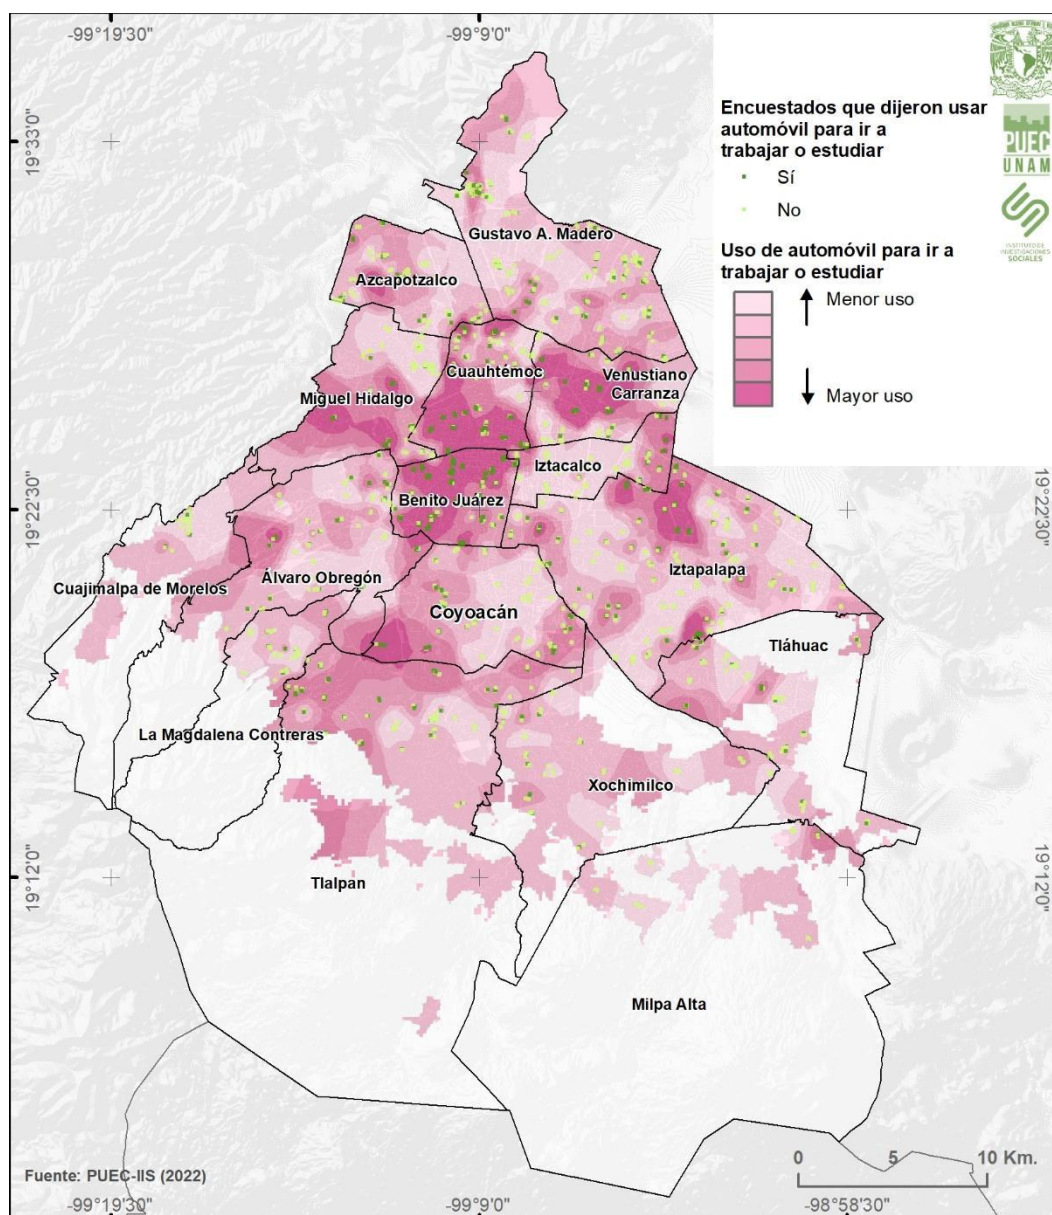 -99°19'30"
-99°9'0"
Encuestados que dijeron usar
automóvil para ir a
trabajar o estudiar
Sí
No
PUEC
UNAM
INSTITUTO DE
INVESTIGACIONES
SOCIALES
Uso de automóvil para ir a
trabajar o estudiar
Menor uso
Mayor uso
19°33'0"
Gustavo A. Madero
Azcapotzalco
Cuauhtémoc
Venustiano
Carranza
Miguel Hidalgo
Iztacalco
Benito Juárez
19°22'30"
19°22'30"
Iztapalapa
Cuajimalpa de Morelos
Álvaro Obregón
Coyoacán
Tláhuac
La Magdalena Contreras
Xochimilco
19°12'0"
19°12'0"
Tlalpan
Milpa Alta
Fuente: PUEC-IIS (2022)
0 5 10 Km.
-99°19'30"
-99°9'0"
-98°58'30"